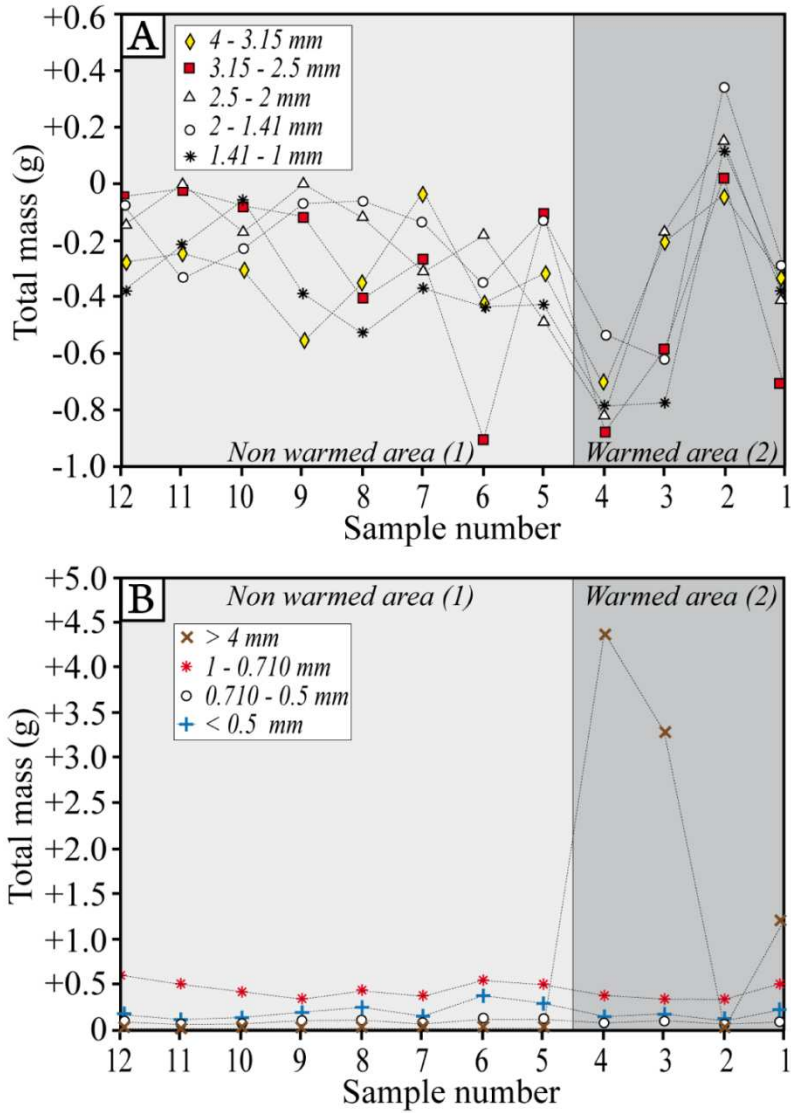 A
+0.6
+0.4
+0.2
0
-0.2
-0.4
-0.6
-0.8
-1.0
Total mass (g)
4 - 3.15 mm
3.15 - 2.5 mm
2.5 - 2 mm
2 - 1.41 mm
1.41 - 1 mm
Non warmed area (1)
Warmed area (2)
12 11 10 9 8 7 6 5 4 3 2 1
Sample number
B
+5.0
+4.5
+4.0
+3.5
+3.0
+2.5
+2.0
+1.5
+1.0
+0.5
0
Total mass (g)
Non warmed area (1)
Warmed area (2)
> 4 mm
1 - 0.710 mm
0.710 - 0.5 mm
< 0.5 mm
12 11 10 9 8 7 6 5 4 3 2 1
Sample number